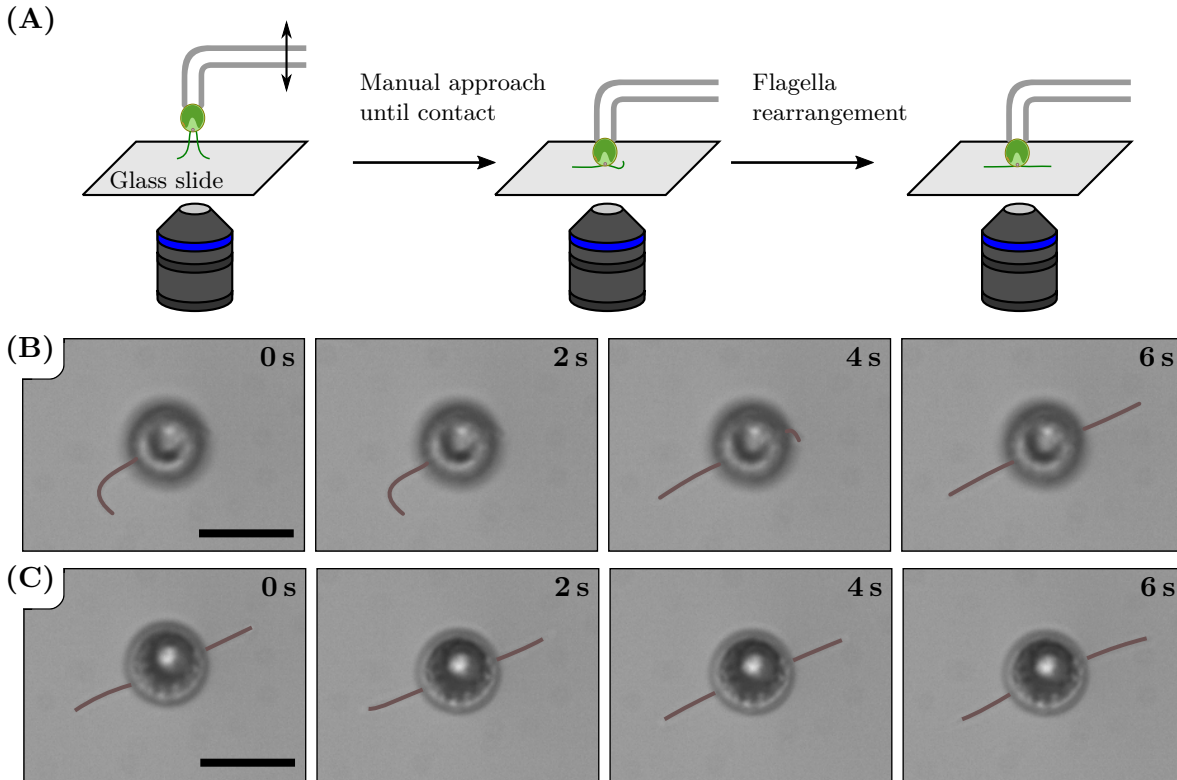 (A)
Manual approach
until contact
Flagella
rearrangement
Glass slide
(B)
0 s
2 s
4 s
6 s
(C)
0 s
2 s
4 s
6 s